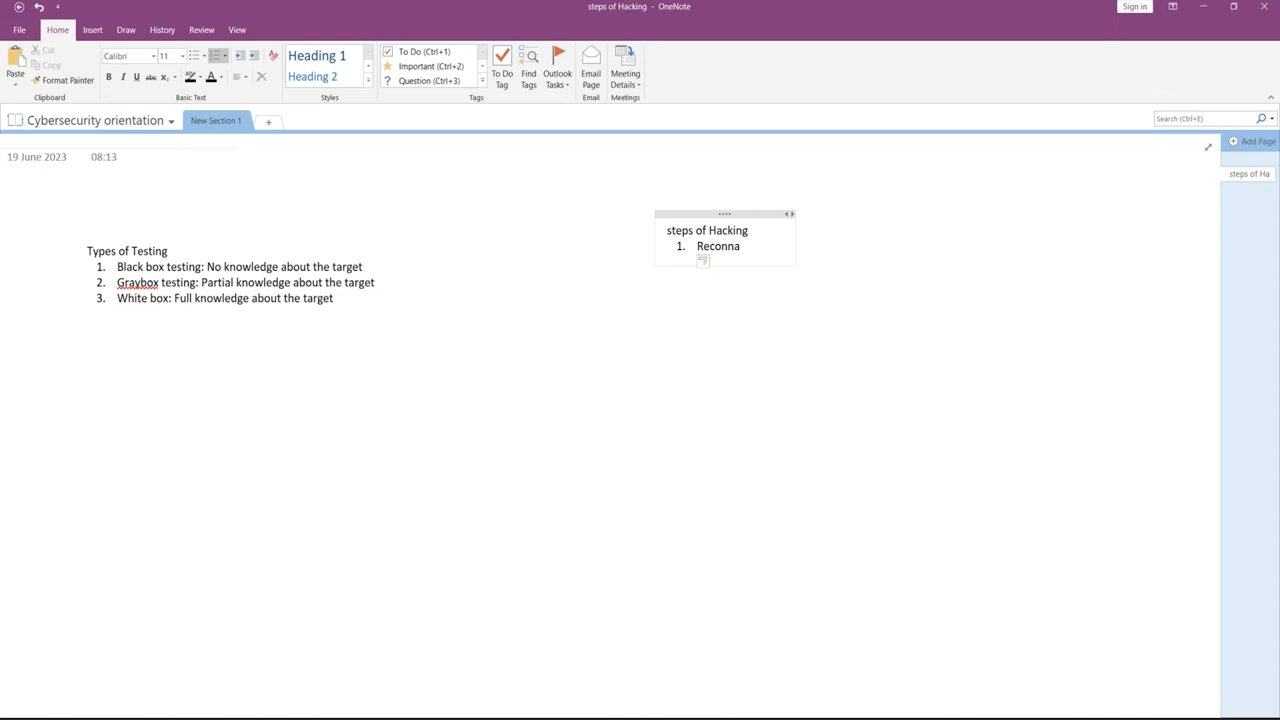 steps of Hacking - OneNote
Sign in
File Home Insert Draw History Review View
Paste
Cut
Copy
Format Painter
Clipboard
Calibri 11
B I U abc X₂ A
Basic Text
Heading 1
Heading 2
Styles
To Do (Ctrl+1)
Important (Ctrl+2)
Question (Ctrl+3)
To Do Tag
Find Tags
Tags
Outlook Tasks
Email Page
Email
Meeting Details
Meetings
Cybersecurity orientation New Section 1 +
Search (Ctrl+E)
Add Page
steps of Ha
19 June 2023 08:13
Types of Testing
1. Black box testing: No knowledge about the target
2. Graybox testing: Partial knowledge about the target
3. White box: Full knowledge about the target
steps of Hacking
1. Reconna